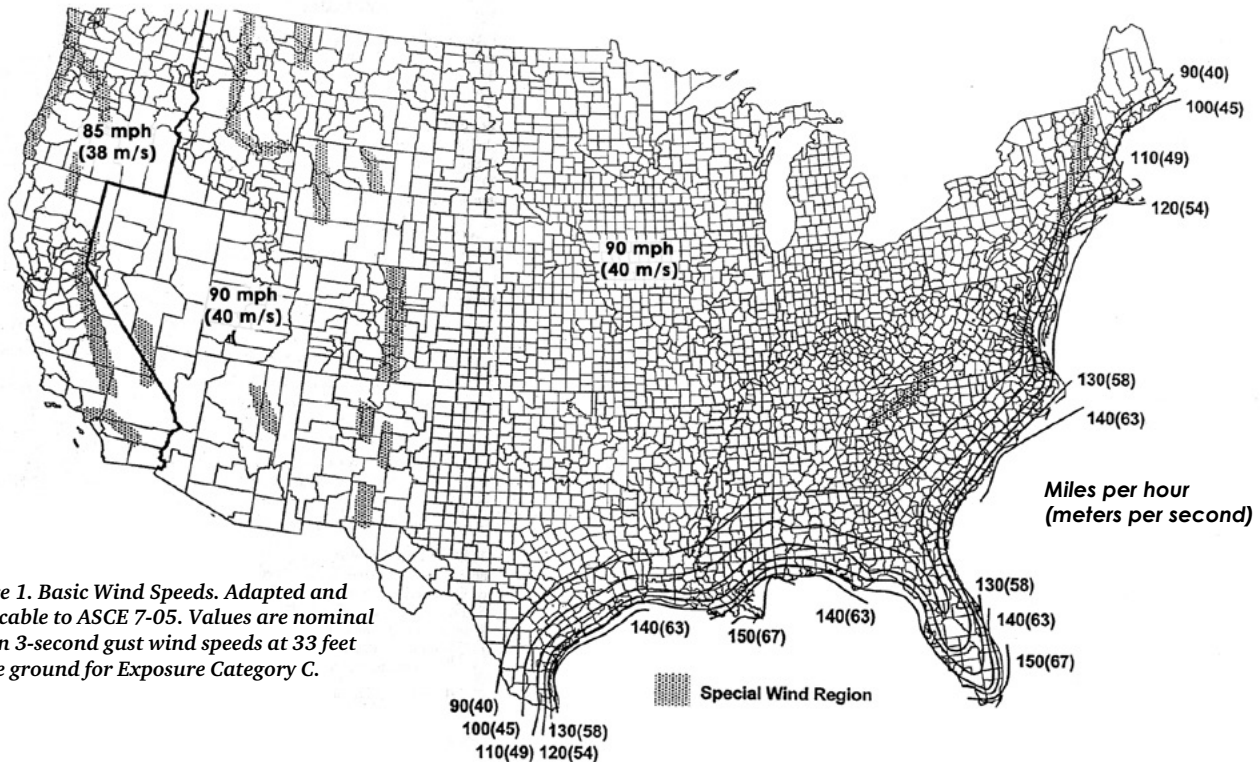 90(40)
100(45)
85 mph
(38 m/s)
110(49)
120(54)
90 mph
(40 m/s)
90 mph
(40 m/s)
130(58)
140(63)
Miles per hour
(meters per second)
e 1. Basic Wind Speeds. Adapted and
cable to ASCE 7-05. Values are nominal
n 3-second gust wind speeds at 33 feet
e ground for Exposure Category C.
130(58)
140(63)
150(67)
140(63)
150(67)
140(63)
Special Wind Region
90(40)
100(45)
130(58)
110(49)
120(54)